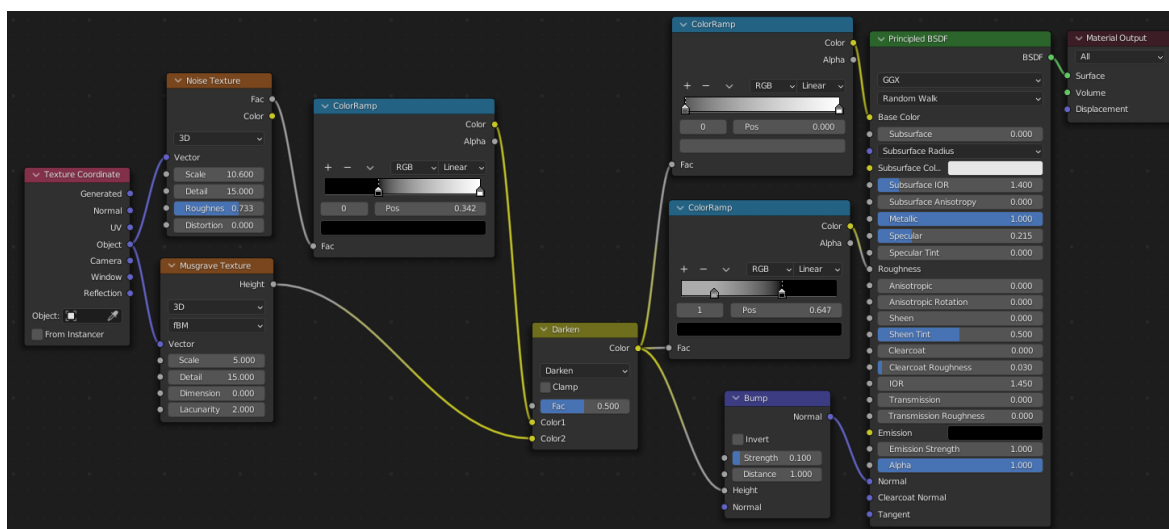 Texture Coordinate
Generated
Normal
UV
Object
Camera
Window
Reflection
Object:
From Instancer
Noise Texture
Fac
Color
3D
Vector
Scale 10.600
Detail 15.000
Roughnes 0.733
Distortion 0.000
Musgrave Texture
Height
3D
fBM
Vector
Scale 5.000
Detail 15.000
Dimension 0.000
Lacunarity 2.000
ColorRamp
Color
Alpha
RGB Linear
0 Pos 0.342
Fac
Darken
Color
Darken
Clamp
Fac 0.500
Color1
Color2
ColorRamp
Color
Alpha
RGB Linear
0 Pos 0.000
Fac
ColorRamp
Color
Alpha
RGB Linear
1 Pos 0.647
Fac
Bump
Normal
Invert
Strength 0.100
Distance 1.000
Height
Normal
Principled BSDF
BSDF
GGX
Random Walk
Base Color
Subsurface 0.000
Subsurface Radius
Subsurface Col..
Subsurface IOR 1.400
Subsurface Anisotropy 0.000
Metallic 1.000
Specular 0.215
Specular Tint 0.000
Roughness
Anisotropic 0.000
Anisotropic Rotation 0.000
Sheen 0.000
Sheen Tint 0.500
Clearcoat 0.000
Clearcoat Roughness 0.030
IOR 1.450
Transmission 0.000
Transmission Roughness 0.000
Emission
Emission Strength 1.000
Alpha 1.000
Normal
Clearcoat Normal
Tangent
Material Output
All
Surface
Volume
Displacement